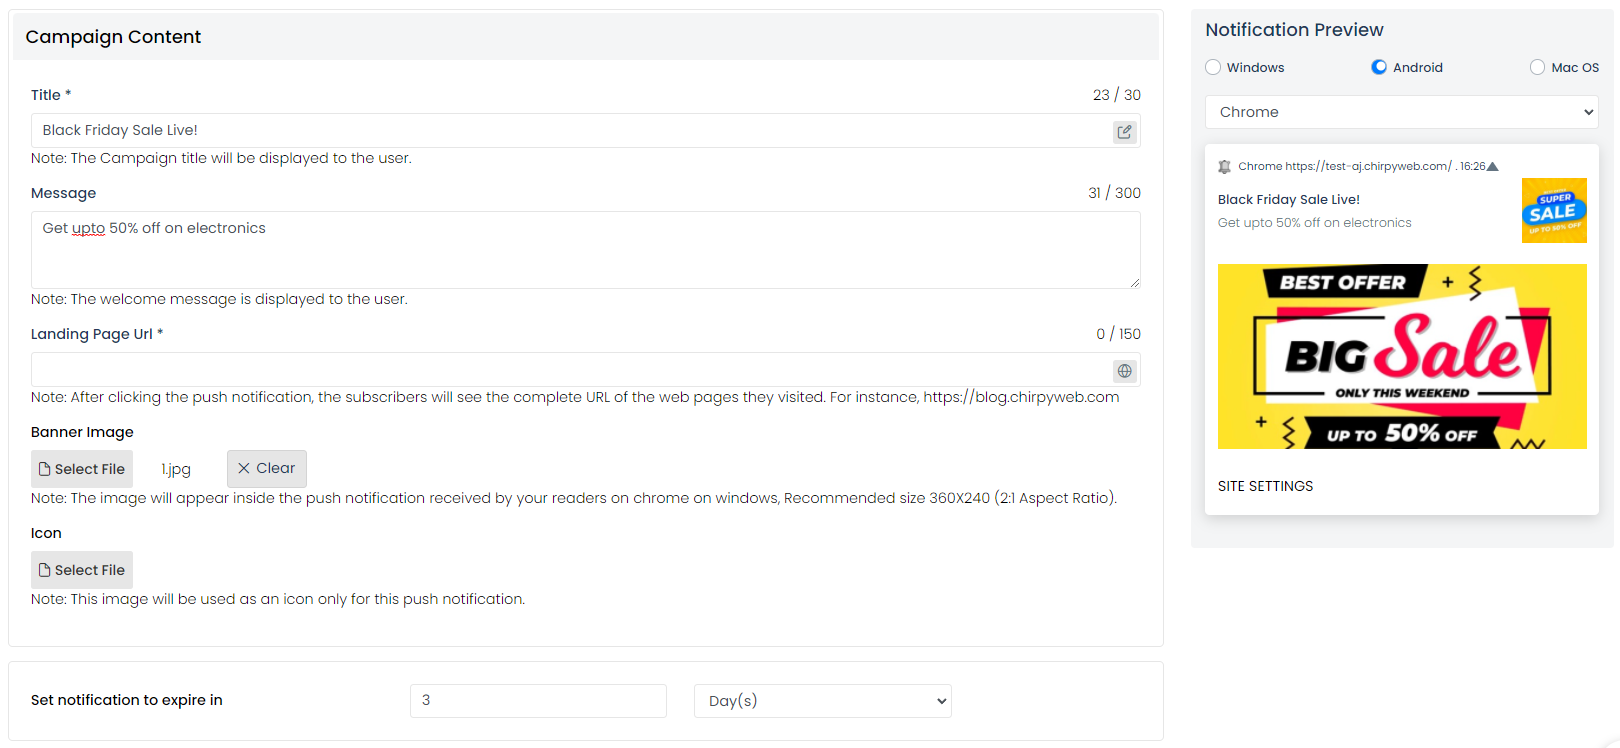 Campaign Content
Title *
23 / 30
Black Friday Sale Live!
Note: The Campaign title will be displayed to the user.
Message
31 / 300
Get upto 50% off on electronics
Note: The welcome message is displayed to the user.
Landing Page Url *
0 / 150
Note: After clicking the push notification, the subscribers will see the complete URL of the web pages they visited. For instance, https://blog.chirpyweb.com
Banner Image
Select File
1.jpg
Clear
Note: The image will appear inside the push notification received by your readers on chrome on windows, Recommended size 360X240 (2:1 Aspect Ratio).
Icon
Select File
Note: This image will be used as an icon only for this push notification.
Set notification to expire in
3
Day(s)
Notification Preview
Windows
Android
Mac OS
Chrome
Chrome https://test-aj.chirpyweb.com/ . 16:26
Black Friday Sale Live!
Get upto 50% off on electronics
SUPER
SALE
UP TO 50% OFF
BEST OFFER
BIG Sale
ONLY THIS WEEKEND
UP TO 50% OFF
SITE SETTINGS